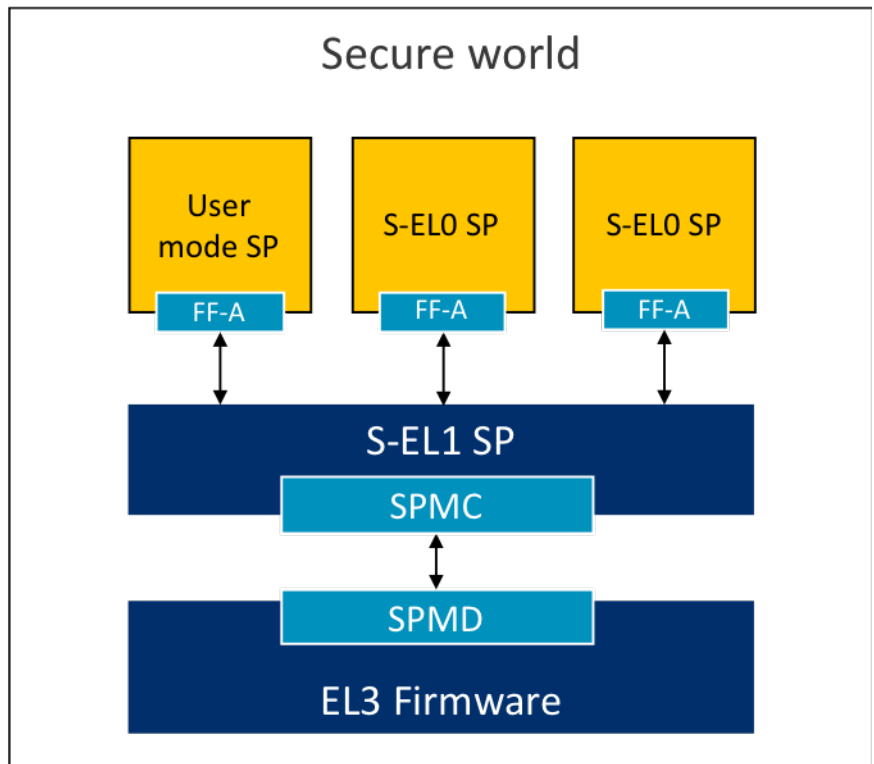 Secure world
User
mode SP
S-EL0 SP
S-EL0 SP
FF-A
FF-A
FF-A
S-EL1 SP
SPMC
SPMD
EL3 Firmware